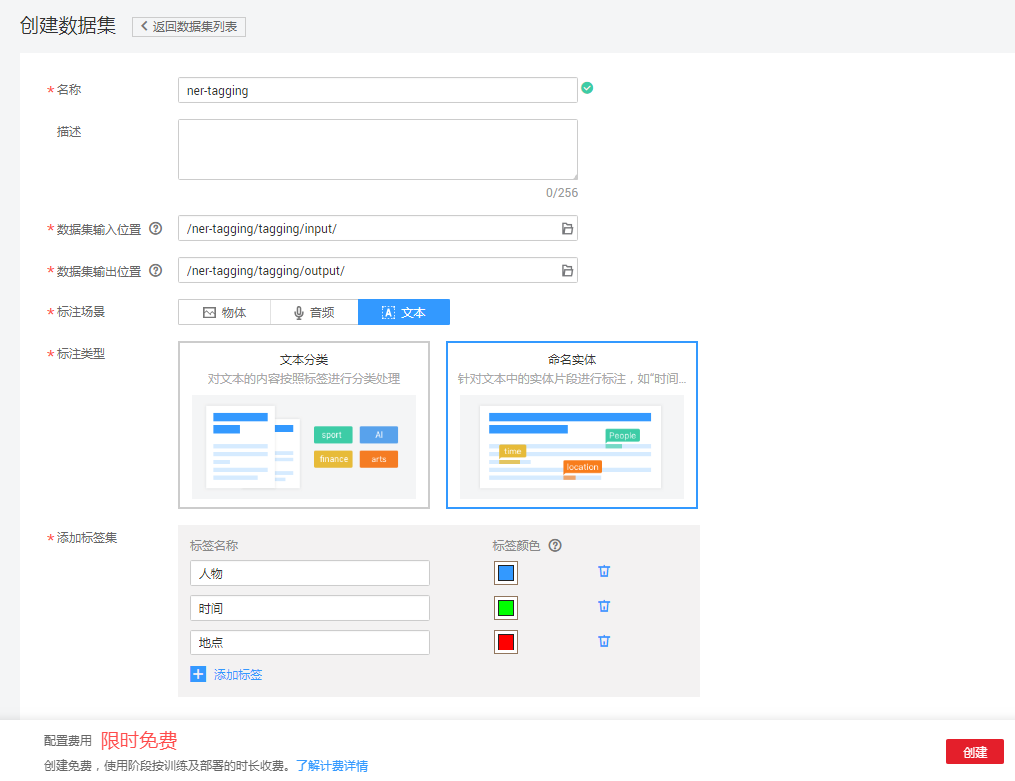 创建数据集 返回数据集列表
* 名称 ner-tagging
描述
0/256
* 数据集输入位置 /ner-tagging/tagging/input/
* 数据集输出位置 /ner-tagging/tagging/output/
* 标注场景 物体 音频 文本
* 标注类型 文本分类 命名实体
对文本的内容按照标签进行分类处理 针对文本中的实体片段进行标注，如“时间...
sport AI
finance arts
People
time
location
* 添加标签集 标签名称 标签颜色
人物
时间
地点
添加标签
配置费用 限时免费
创建免费，使用阶段按训练及部署的时长收费。了解计费详情
创建